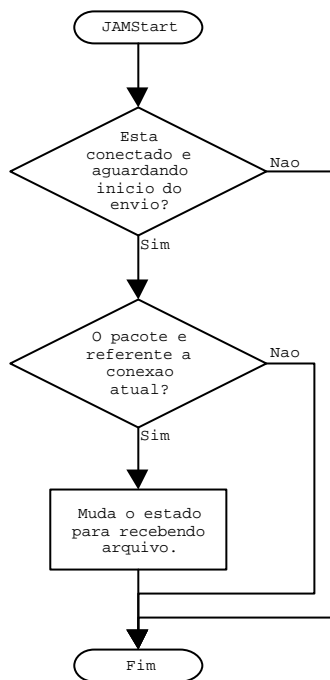 JAMStart
Esta
conectado e
aguardando
inicio do
envio?
Nao
Sim
O pacote e
referente a
conexao
atual?
Nao
Sim
Muda o estado
para recebendo
arquivo.
Fim